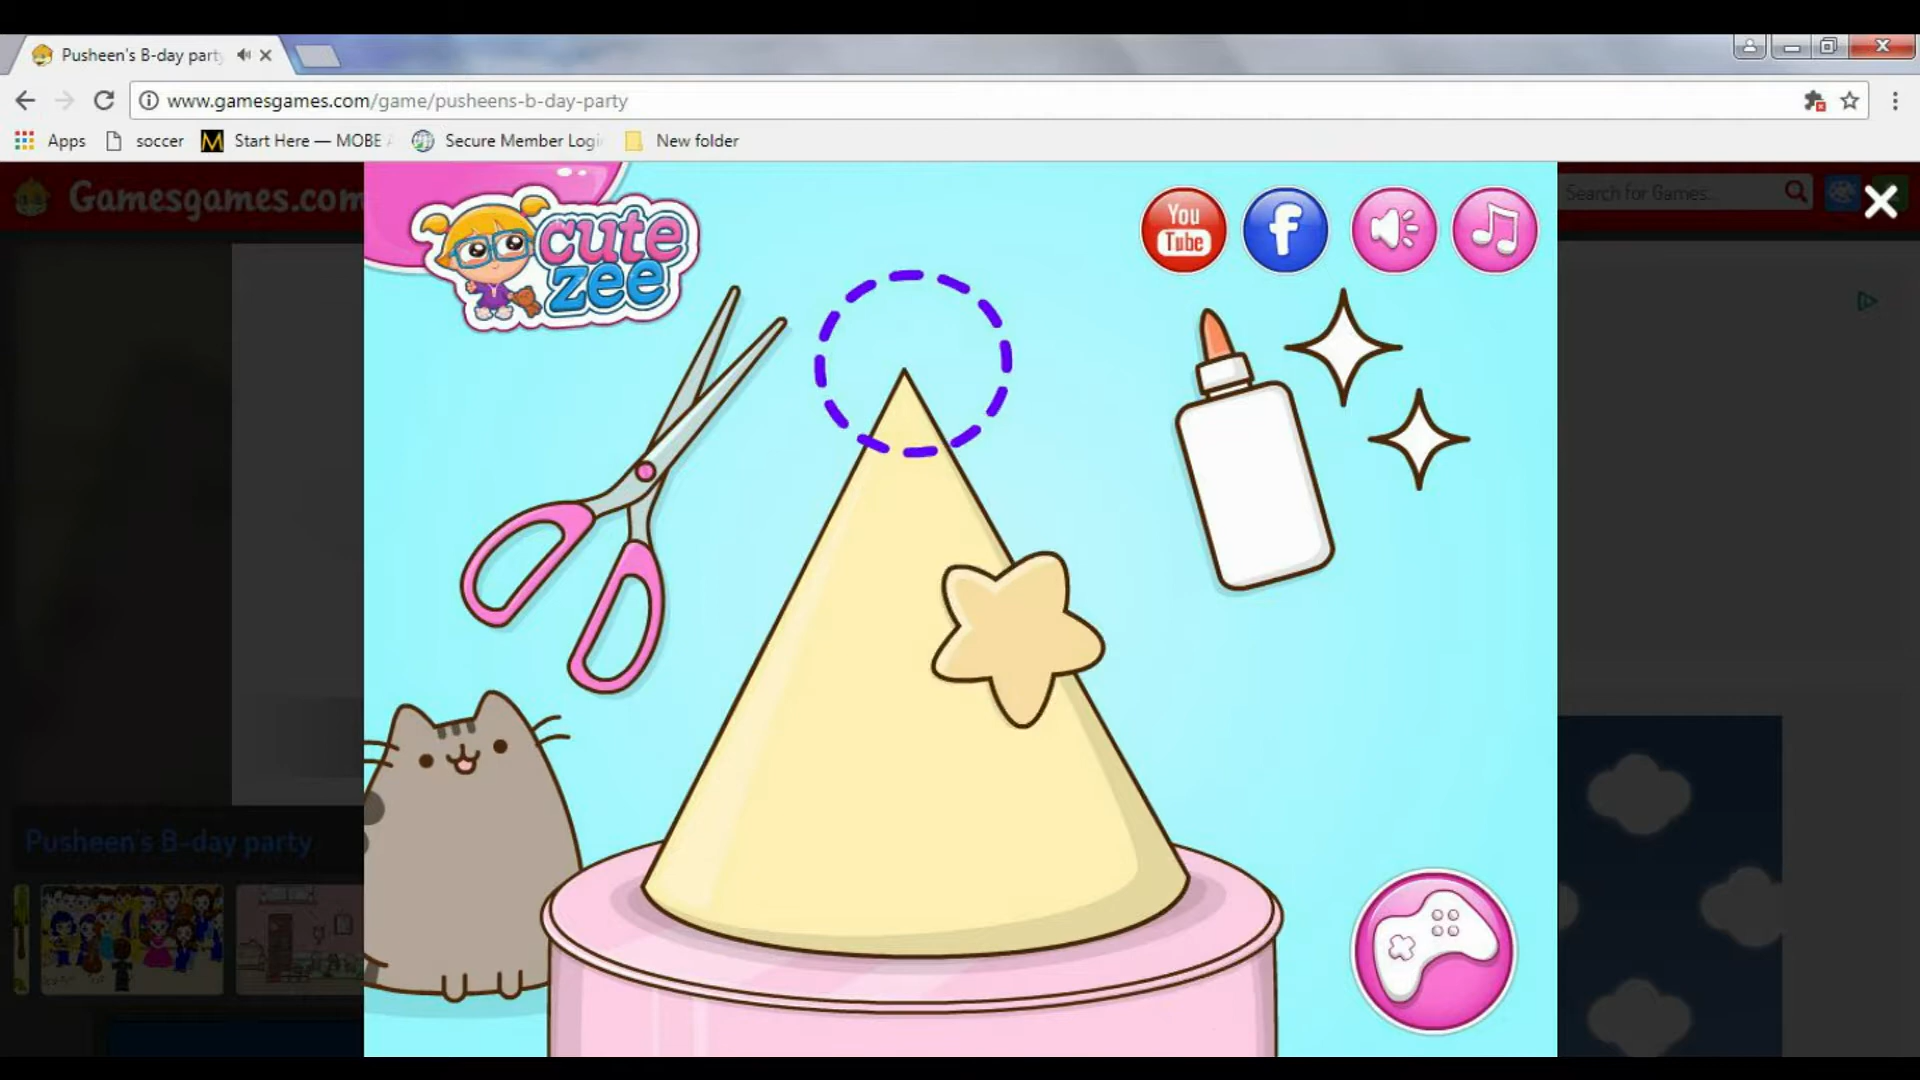 Pusheen's B-day party
www.gamesgames.com/game/pusheens-b-day-party
Apps
soccer
Start Here — MOBE
Secure Member Logi
New folder
Gamesgames.com
Search for Games...
cute
zee
You
Tube
f
Pusheen's B-day party